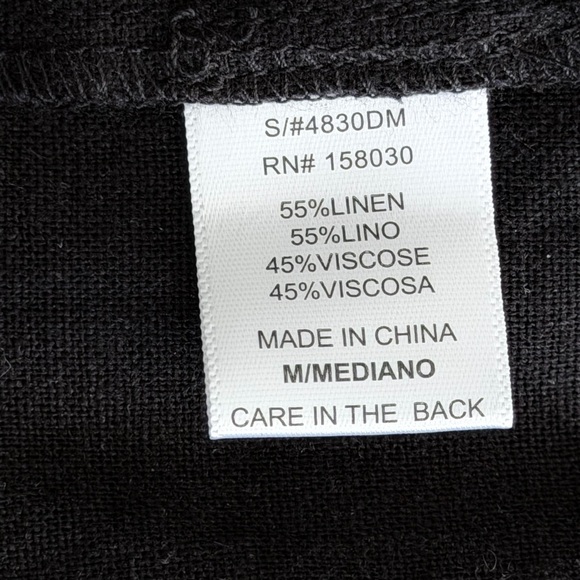 S/#4830DM
RN# 158030
55%LINEN
55%LINO
45%VISCOSE
45%VISCOSA
MADE IN CHINA
M/MEDIANO
CARE IN THE BACK